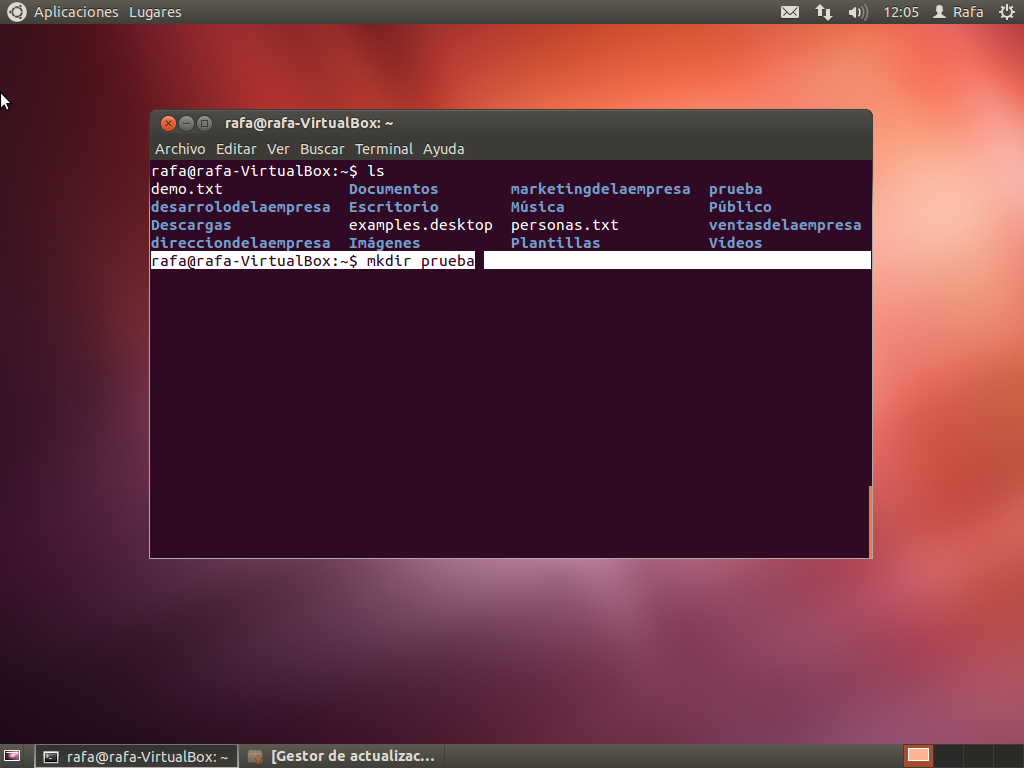 Aplicaciones Lugares 12:05 Rafa
rafa@rafa-VirtualBox: ~
Archivo Editar Ver Buscar Terminal Ayuda
rafa@rafa-VirtualBox:~$ ls
demo.txt Documentos marketingdelaempresa prueba
desarrolodelaempresa Escritorio Música Público
Descargas examples.desktop personas.txt ventasdelaempresa
direcciondelaempresa Imágenes Plantillas Vídeos
rafa@rafa-VirtualBox:~$ mkdir prueba
rafa@rafa-VirtualBox: ~ [Gestor de actualizac...